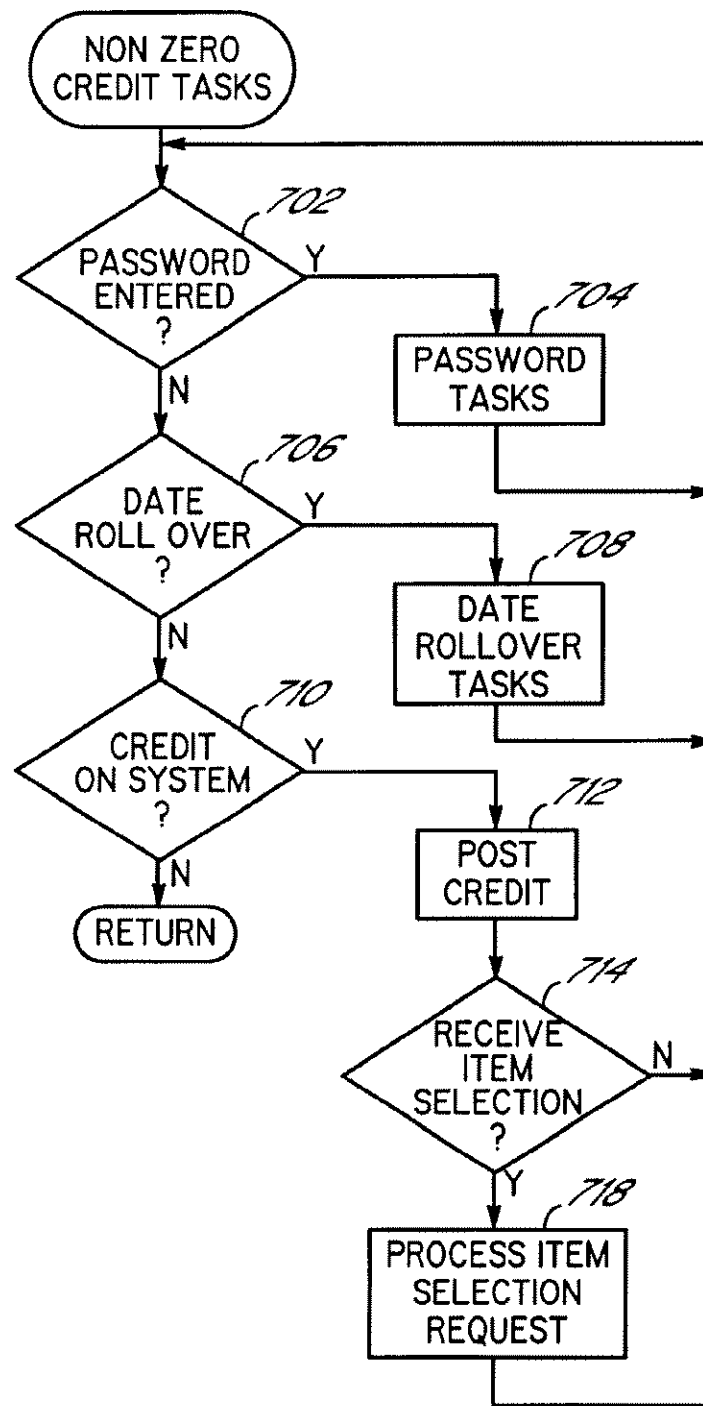 NON ZERO
CREDIT TASKS
702
PASSWORD
ENTERED
?
Y
N
704
PASSWORD
TASKS
706
DATE
ROLL OVER
?
Y
N
708
DATE
ROLLOVER
TASKS
710
CREDIT
ON SYSTEM
?
Y
N
RETURN
712
POST
CREDIT
714
RECEIVE
ITEM
SELECTION
?
N
Y
718
PROCESS ITEM
SELECTION
REQUEST